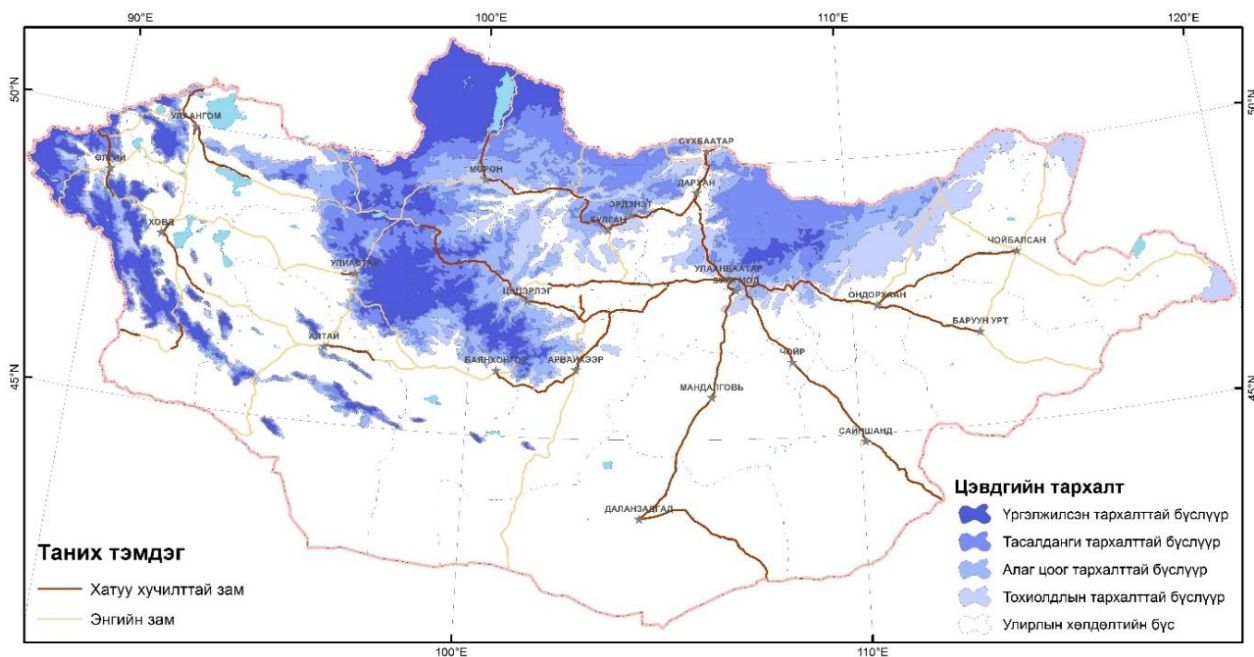 90°E
100°E
110°E
120°E
50°N
50°N
УЛААНГОМ
СҮХБААТАР
ӨЛГИЙ
МӨРӨН
ДАРХАН
ЭРДЭНЭТ
БУЛГАН
ХОВД
ЧОЙБАЛСАН
УЛИАСТАЙ
УЛААНБААТАР
ЗУУНМОД
ЦЭЦЭРЛЭГ
ӨНДӨРХААН
БАРУУН УРТ
АЛТАЙ
БАЯНХОНГОР
АРВАЙХЭЭР
ЧОЙР
45°N
45°N
МАНДАЛГОВЬ
САЙНШАНД
ДАЛАНЗАДГАД
Таних тэмдэг
Хатуу хучилттай зам
Энгийн зам
Цэвдгийн тархалт
Үргэлжилсэн тархалттай бүслүүр
Тасалданги тархалттай бүслүүр
Алаг цоог тархалттай бүслүүр
Тохиолдлын тархалттай бүслүүр
Улирлын хөлдөлтийн бүс
100°E
110°E